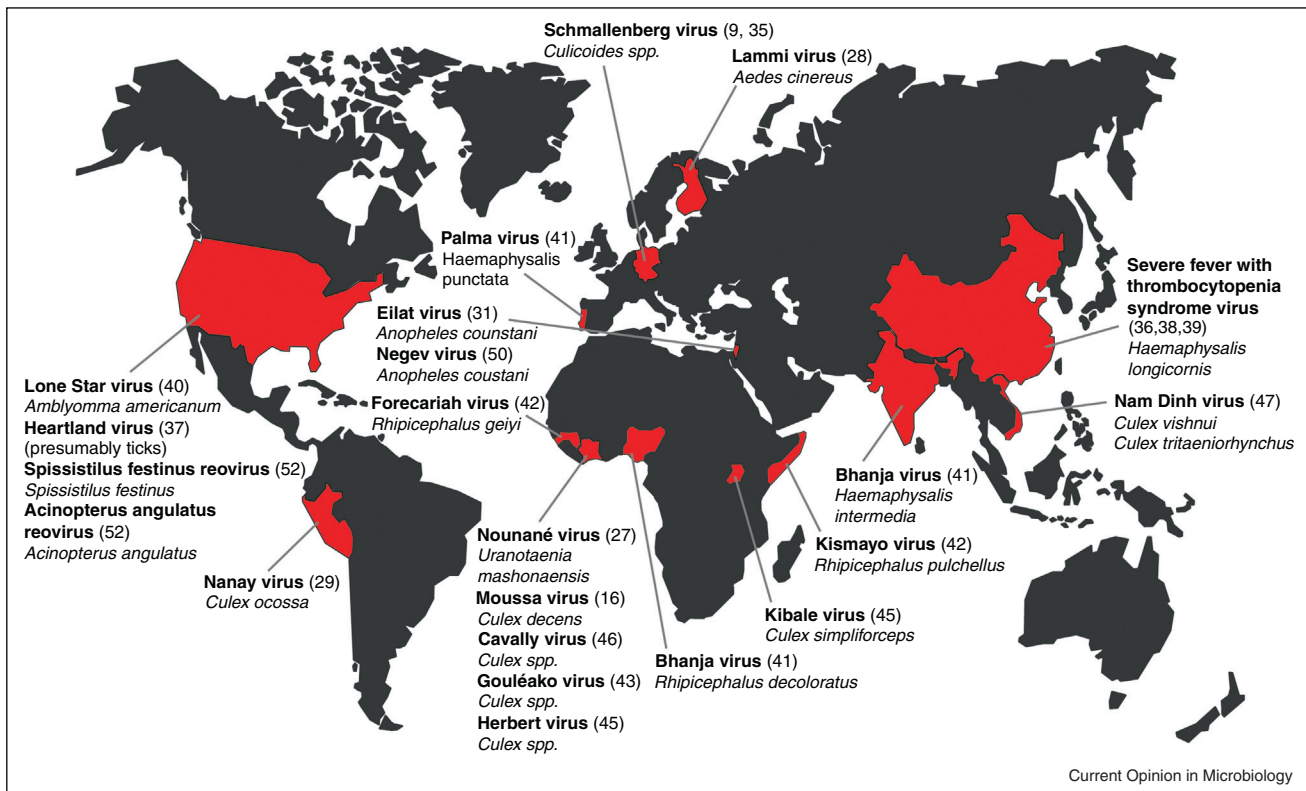 Schmallenberg virus (9, 35)
Culicoides spp.
Lammi virus (28)
Aedes cinereus
Palma virus (41)
Haemaphysalis
punctata
Eilat virus (31)
Anopheles counstani
Negev virus (50)
Anopheles coustani
Forecariah virus (42)
Rhipicephalus geiyi
Severe fever with
thrombocytopenia
syndrome virus
(36,38,39)
Haemaphysalis
longicornis
Lone Star virus (40)
Amblyomma americanum
Heartland virus (37)
(presumably ticks)
Spissistilus festinus reovirus (52)
Spissistilus festinus
Acinopterus angulatus
reovirus (52)
Acinopterus angulatus
Nam Dinh virus (47)
Culex vishnui
Culex tritaeniorhynchus
Bhanja virus (41)
Haemaphysalis
intermedia
Nounané virus (27)
Uranotaenia
mashonaensis
Moussa virus (16)
Culex decens
Cavally virus (46)
Culex spp.
Gouléako virus (43)
Culex spp.
Herbert virus (45)
Culex spp.
Kismayo virus (42)
Rhipicephalus pulchellus
Nanay virus (29)
Culex ocossa
Kibale virus (45)
Culex simpliforceps
Bhanja virus (41)
Rhipicephalus decoloratus
Current Opinion in Microbiology